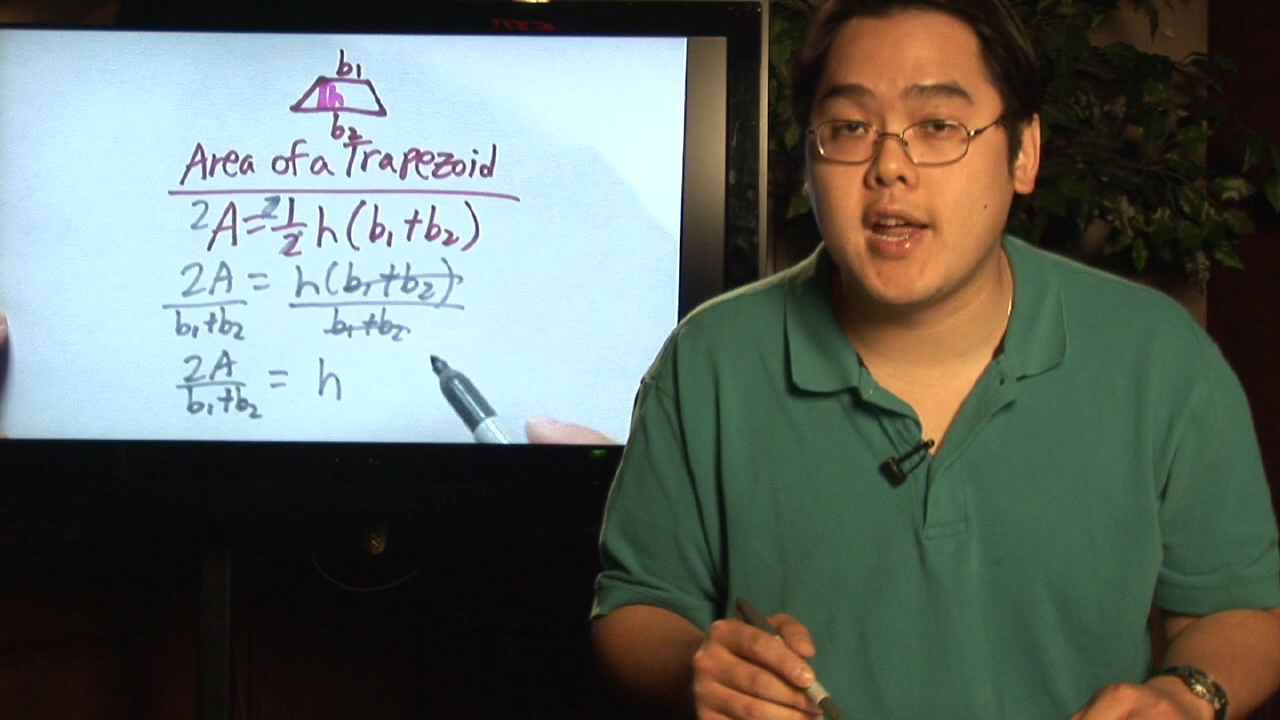 b₁
h
b₂
Area of a Trapezoid
2A = 2 1/2 h(b₁+b₂)
2A = h(b₁+b₂)
b₁+b₂ b₁+b₂
2A = h
b₁+b₂